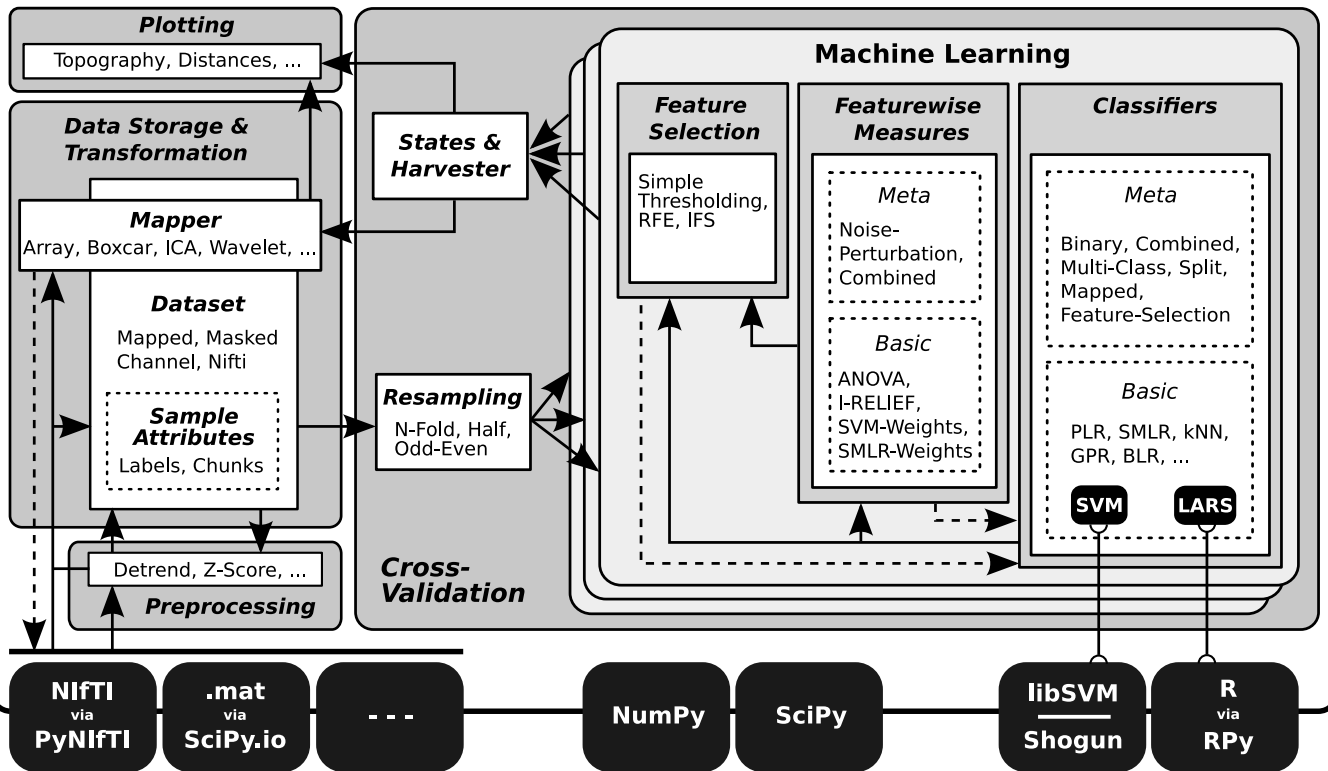 Plotting
Topography, Distances, ...
Data Storage &
Transformation
Mapper
Array, Boxcar, ICA, Wavelet, ...
Dataset
Mapped, Masked
Channel, Nifti
Sample
Attributes
Labels, Chunks
Detrend, Z-Score, ...
Preprocessing
States &
Harvester
Resampling
N-Fold, Half,
Odd-Even
Cross-
Validation
Machine Learning
Feature
Selection
Simple
Thresholding,
RFE, IFS
Featurewise
Measures
Meta
Noise-
Perturbation,
Combined
Basic
ANOVA,
I-RELIEF,
SVM-Weights,
SMLR-Weights
Classifiers
Meta
Binary, Combined,
Multi-Class, Split,
Mapped,
Feature-Selection
Basic
PLR, SMLR, kNN,
GPR, BLR, ...
SVM
LARS
NIfTI
via
PyNIfTI
.mat
via
SciPy.io
- - -
NumPy
SciPy
libSVM
Shogun
R
via
RPy